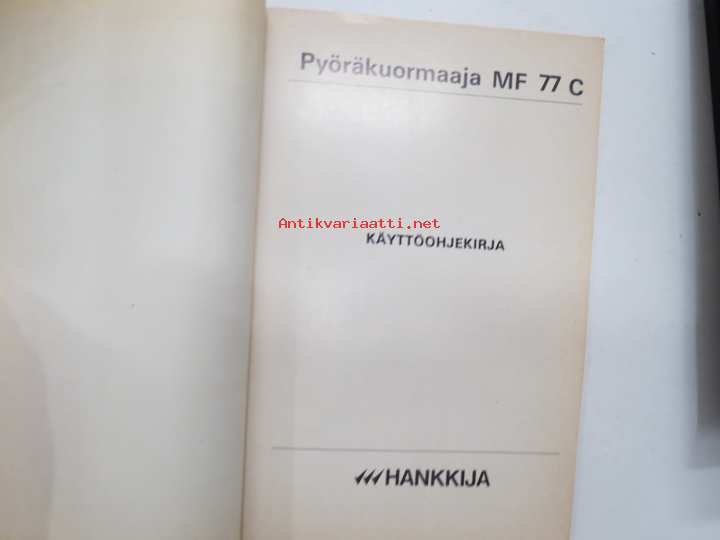 Pyöräkuormaaja MF 77 C
Antikvariaatti.net
KÄYTTÖOHJEKIRJA
HANKKIJA